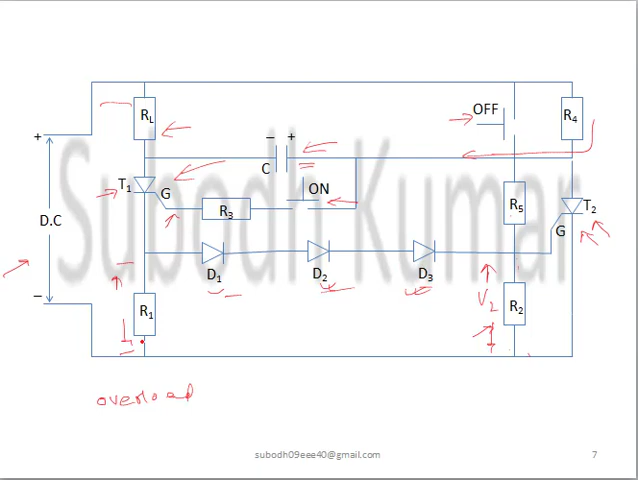 OFF
+
R_L
R4
− +
C
ON
T1
G
D.C
R3
R5
T2
G
D1
D2
D3
−
R1
V2
R2
overload
Subodh Kumar
subodh09eee40@gmail.com
7